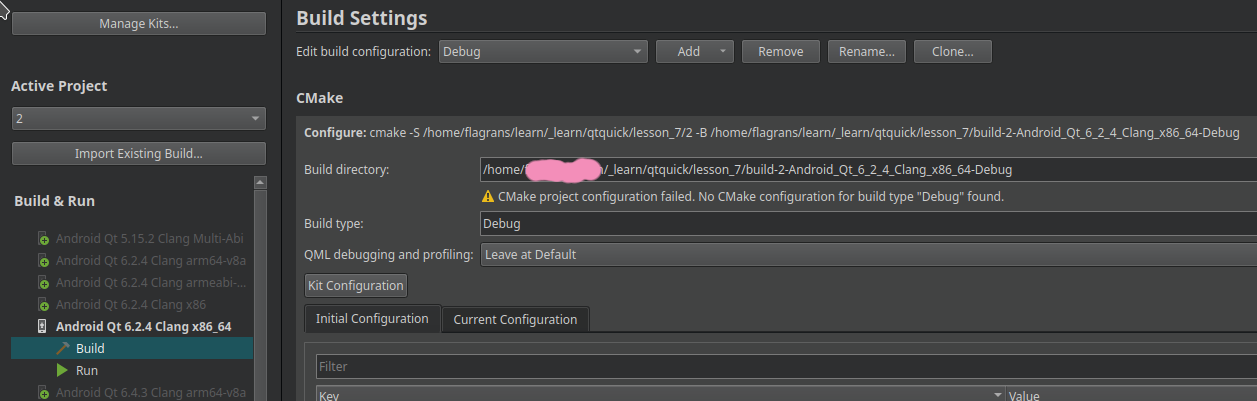 Manage Kits...
Active Project
2
Import Existing Build...
Build & Run
Android Qt 5.15.2 Clang Multi-Abi
Android Qt 6.2.4 Clang arm64-v8a
Android Qt 6.2.4 Clang armeabi-...
Android Qt 6.2.4 Clang x86
Android Qt 6.2.4 Clang x86_64
Build
Run
Android Qt 6.4.3 Clang arm64-v8a
Build Settings
Edit build configuration: Debug Add Remove Rename... Clone...
CMake
Configure: cmake -S /home/flagrans/learn/_learn/qtquick/lesson_7/2 -B /home/flagrans/learn/_learn/qtquick/lesson_7/build-2-Android_Qt_6_2_4_Clang_x86_64-Debug
Build directory: /home/ /_learn/qtquick/lesson_7/build-2-Android_Qt_6_2_4_Clang_x86_64-Debug
CMake project configuration failed. No CMake configuration for build type "Debug" found.
Build type: Debug
QML debugging and profiling: Leave at Default
Kit Configuration
Initial Configuration Current Configuration
Filter
Key Value